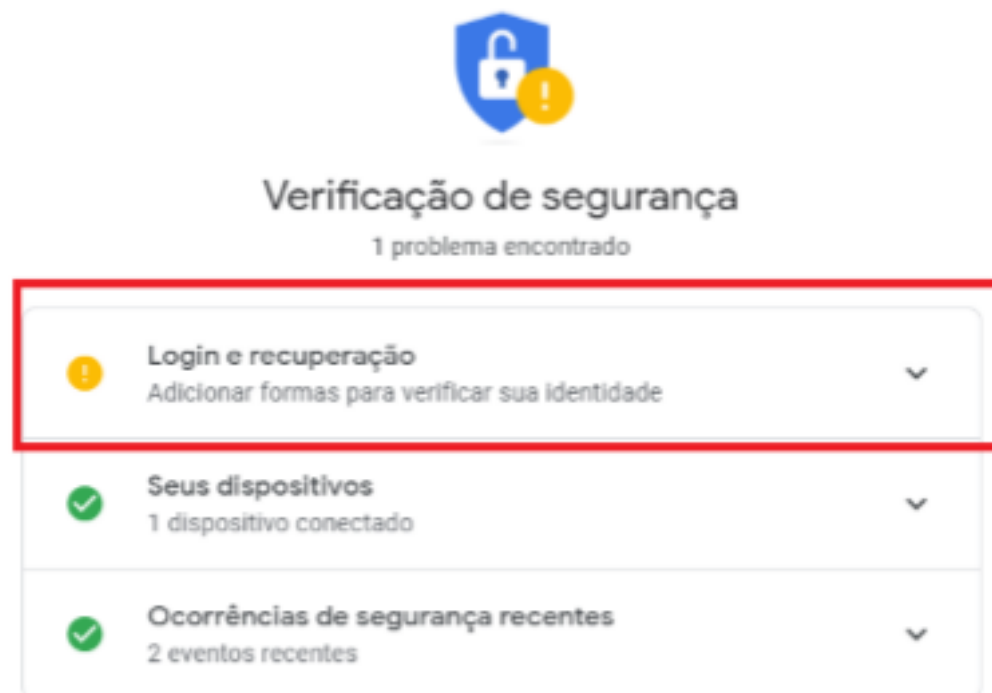 Verificação de segurança
1 problema encontrado
Login e recuperação
Adicionar formas para verificar sua identidade
Seus dispositivos
1 dispositivo conectado
Ocorrências de segurança recentes
2 eventos recentes